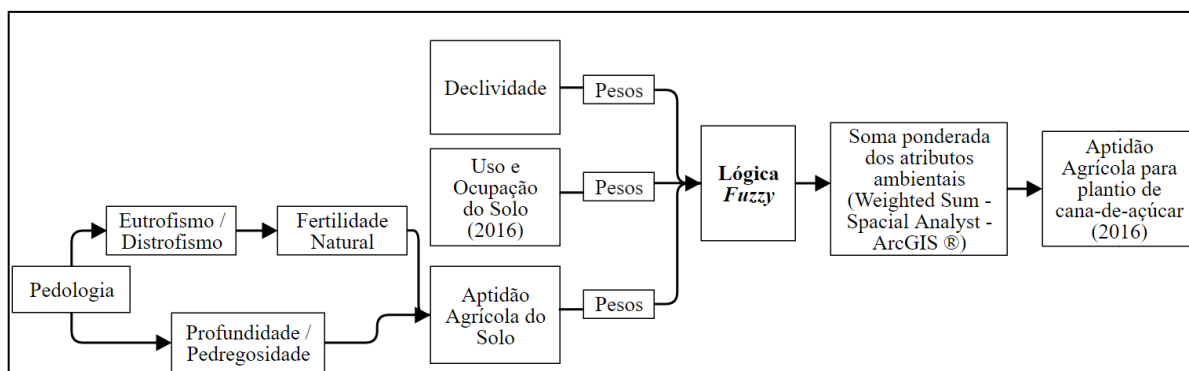 Declividade
Pesos
Uso e
Ocupação
do Solo
(2016)
Pesos
Lógica
Fuzzy
Soma ponderada
dos atributos
ambientais
(Weighted Sum -
Spacial Analyst -
ArcGIS ®)
Aptidão
Agrícola para
plantio de
cana-de-açúcar
(2016)
Pedologia
Eutrofismo /
Distrofismo
Fertilidade
Natural
Profundidade /
Pedregosidade
Aptidão
Agrícola do
Solo
Pesos